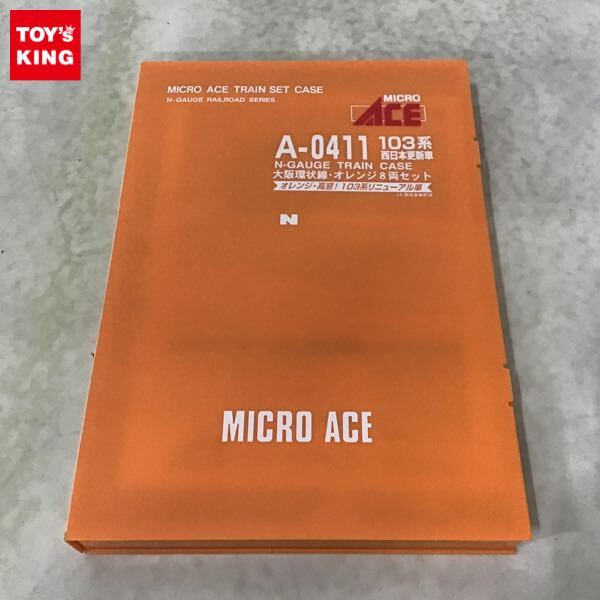 TOY's
KING
MICRO ACE TRAIN SET CASE
N-GAUGE RAILROAD SERIES
MICRO
ACE
A-0411 103系
西日本更新車
N-GAUGE TRAIN CASE
大阪環状線・オレンジ8両セット
オレンジ・高窓!103系リニューアル車
N
MICRO ACE